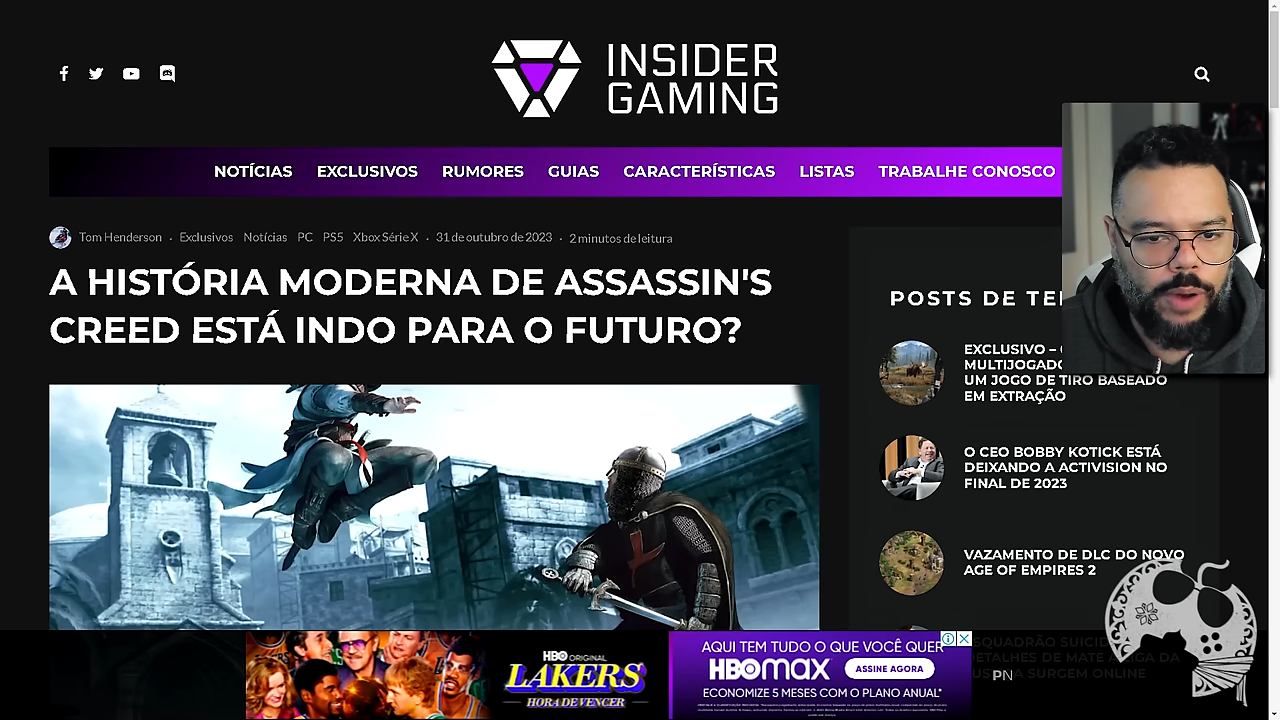 INSIDER
GAMING
NOTÍCIAS EXCLUSIVOS RUMORES GUIAS CARACTERÍSTICAS LISTAS TRABALHE CONOSCO
Tom Henderson . Exclusivos Notícias PC PS5 Xbox Série X . 31 de outubro de 2023 . 2 minutos de leitura
A HISTÓRIA MODERNA DE ASSASSIN'S
CREED ESTÁ INDO PARA O FUTURO?
POSTS DE
EXCLUSIVO –
UM JOGO DE TIRO BASEADO
EM EXTRAÇÃO
O CEO BOBBY KOTICK ESTÁ
DEIXANDO A ACTIVISION NO
FINAL DE 2023
VAZAMENTO DE DLC DO NOVO
AGE OF EMPIRES 2
SURGEM ONLINE
PN
HBO ORIGINAL
LAKERS
HORA DE VENCER
AQUI TEM TUDO O QUE VOCÊ QUER
HBOMAX ASSINE AGORA
ECONOMIZE 5 MESES COM O PLANO ANUAL*